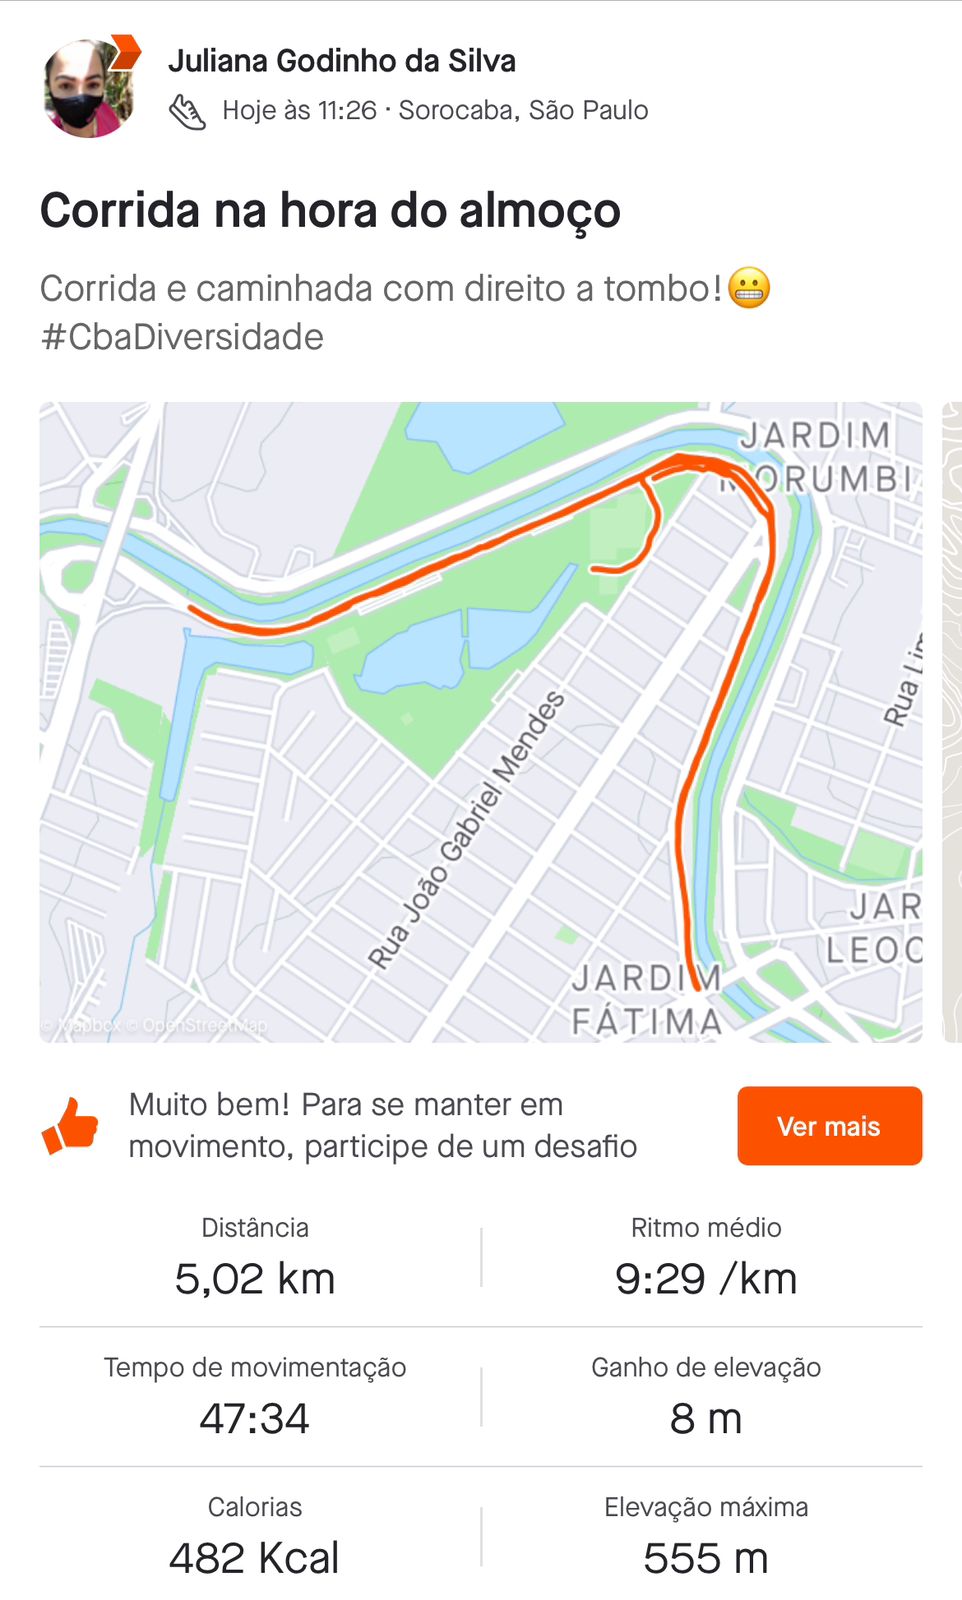 Juliana Godinho da Silva
Hoje às 11:26 · Sorocaba, São Paulo
Corrida na hora do almoço
Corrida e caminhada com direito a tombo!😬
#CbaDiversidade
JARDIM
MORUMBI
Rua Lim
Rua João Gabriel Mendes
JAR
LEOC
JARDIM
FÁTIMA
© Mapbox © OpenStreetMap
Muito bem! Para se manter em
movimento, participe de um desafio
Ver mais
Distância
5,02 km
Ritmo médio
9:29 /km
Tempo de movimentação
47:34
Ganho de elevação
8 m
Calorias
482 Kcal
Elevação máxima
555 m